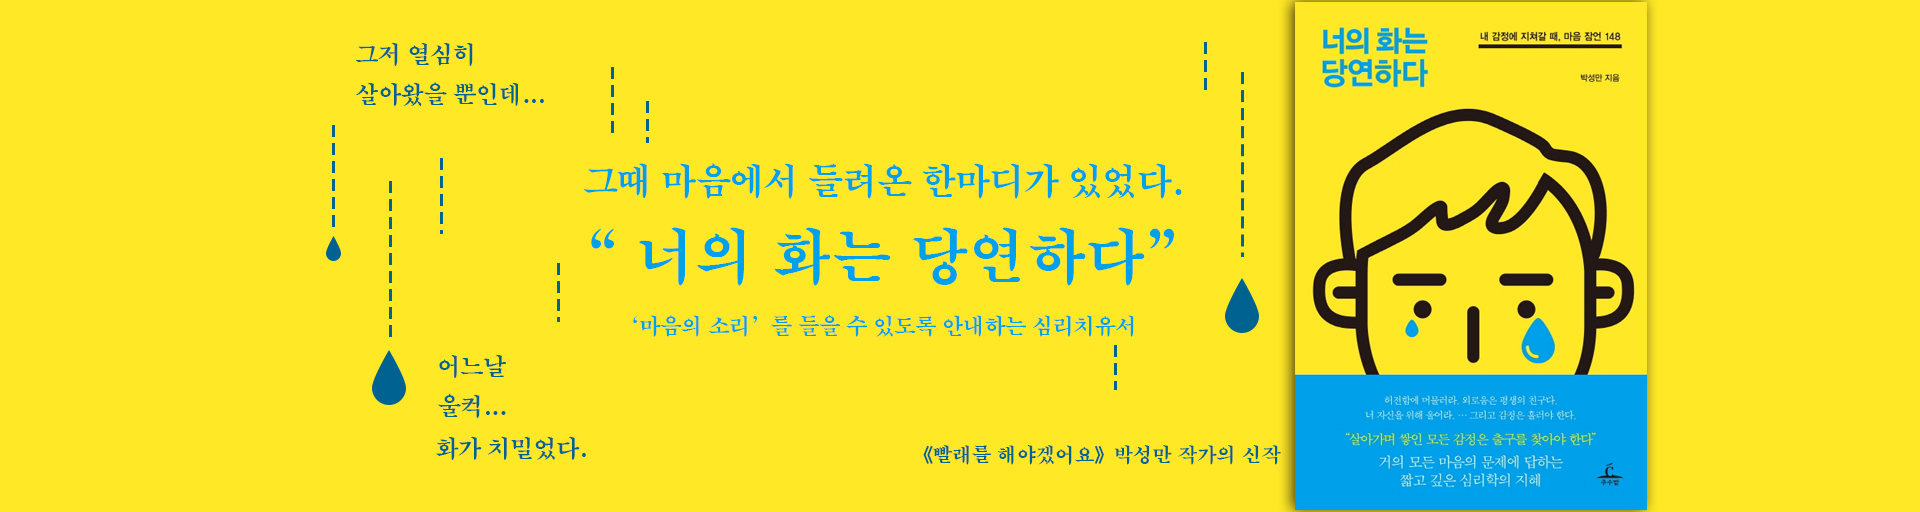 그저 열심히
살아왔을 뿐인데...
그때 마음에서 들려온 한마디가 있었다.
“ 너의 화는 당연하다”
‘마음의 소리’ 를 들을 수 있도록 안내하는 심리치유서
어느날
울컥...
화가 치밀었다.
《빨래를 해야겠어요》 박성만 작가의 신작
너의 화는
당연하다
내 감정에 지쳐갈 때, 마음 잠언 148
박성만 지음
허전함에 머물러라. 외로움은 평생의 친구다.
너 자신을 위해 울어라. … 그리고 감정은 흘러야 한다.
“살아가며 쌓인 모든 감정은 출구를 찾아야 한다”
거의 모든 마음의 문제에 답하는
짧고 깊은 심리학의 지혜
추수밭